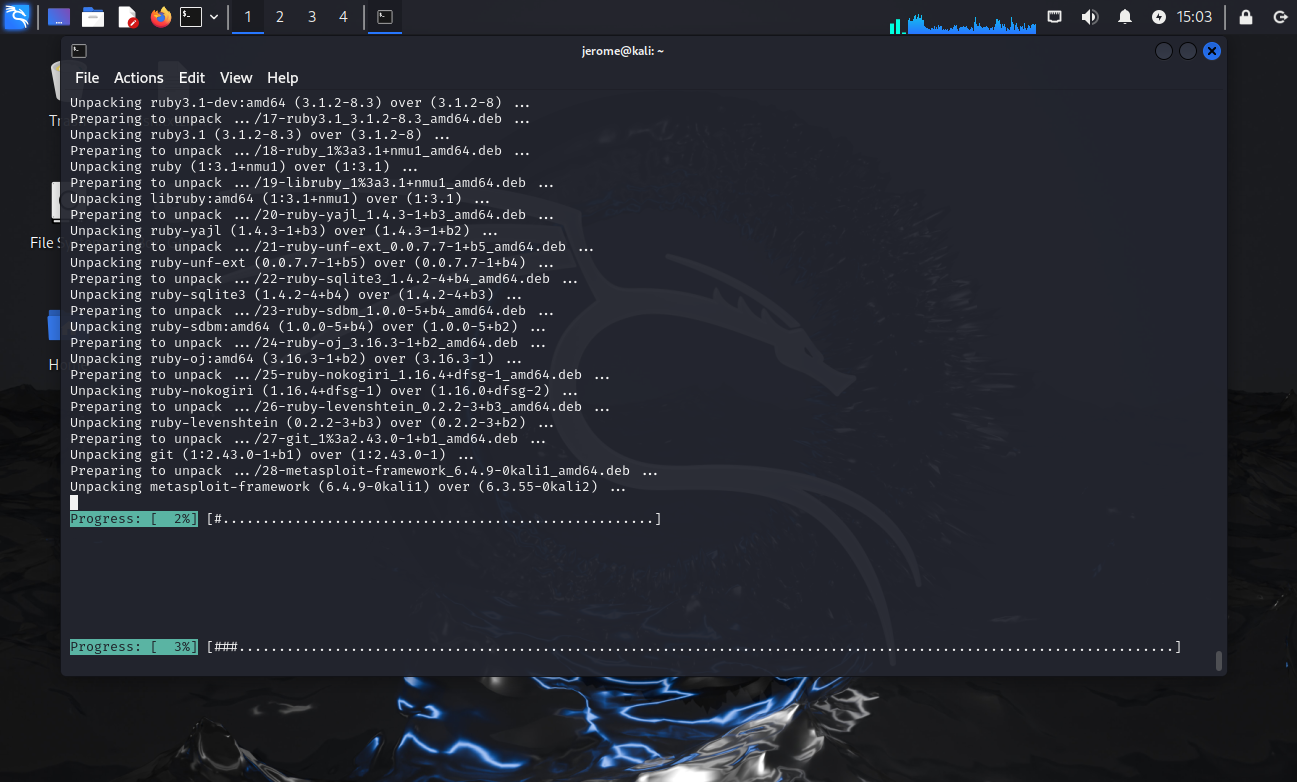 1 2 3 4
15:03
jerome@kali: ~
File Actions Edit View Help
Unpacking ruby3.1-dev:amd64 (3.1.2-8.3) over (3.1.2-8) ...
Preparing to unpack .../17-ruby3.1_3.1.2-8.3_amd64.deb ...
Unpacking ruby3.1 (3.1.2-8.3) over (3.1.2-8) ...
Preparing to unpack .../18-ruby_1%3a3.1+nmu1_amd64.deb ...
Unpacking ruby (1:3.1+nmu1) over (1:3.1) ...
Preparing to unpack .../19-libruby_1%3a3.1+nmu1_amd64.deb ...
Unpacking libruby:amd64 (1:3.1+nmu1) over (1:3.1) ...
Preparing to unpack .../20-ruby-yajl_1.4.3-1+b3_amd64.deb ...
Unpacking ruby-yajl (1.4.3-1+b3) over (1.4.3-1+b2) ...
Preparing to unpack .../21-ruby-unf-ext_0.0.7.7-1+b5_amd64.deb ...
Unpacking ruby-unf-ext (0.0.7.7-1+b5) over (0.0.7.7-1+b4) ...
Preparing to unpack .../22-ruby-sqlite3_1.4.2-4+b4_amd64.deb ...
Unpacking ruby-sqlite3 (1.4.2-4+b4) over (1.4.2-4+b3) ...
Preparing to unpack .../23-ruby-sdbm_1.0.0-5+b4_amd64.deb ...
Unpacking ruby-sdbm:amd64 (1.0.0-5+b4) over (1.0.0-5+b2) ...
Preparing to unpack .../24-ruby-oj_3.16.3-1+b2_amd64.deb ...
Unpacking ruby-oj:amd64 (3.16.3-1+b2) over (3.16.3-1) ...
Preparing to unpack .../25-ruby-nokogiri_1.16.4+dfsg-1_amd64.deb ...
Unpacking ruby-nokogiri (1.16.4+dfsg-1) over (1.16.0+dfsg-2) ...
Preparing to unpack .../26-ruby-levenshtein_0.2.2-3+b3_amd64.deb ...
Unpacking ruby-levenshtein (0.2.2-3+b3) over (0.2.2-3+b2) ...
Preparing to unpack .../27-git_1%3a2.43.0-1+b1_amd64.deb ...
Unpacking git (1:2.43.0-1+b1) over (1:2.43.0-1) ...
Preparing to unpack .../28-metasploit-framework_6.4.9-0kali1_amd64.deb ...
Unpacking metasploit-framework (6.4.9-0kali1) over (6.3.55-0kali2) ...
Progress: [  2%] [#......................................................]
Progress: [  3%] [###.....................................................................................................................]
Tr
File S
Ho